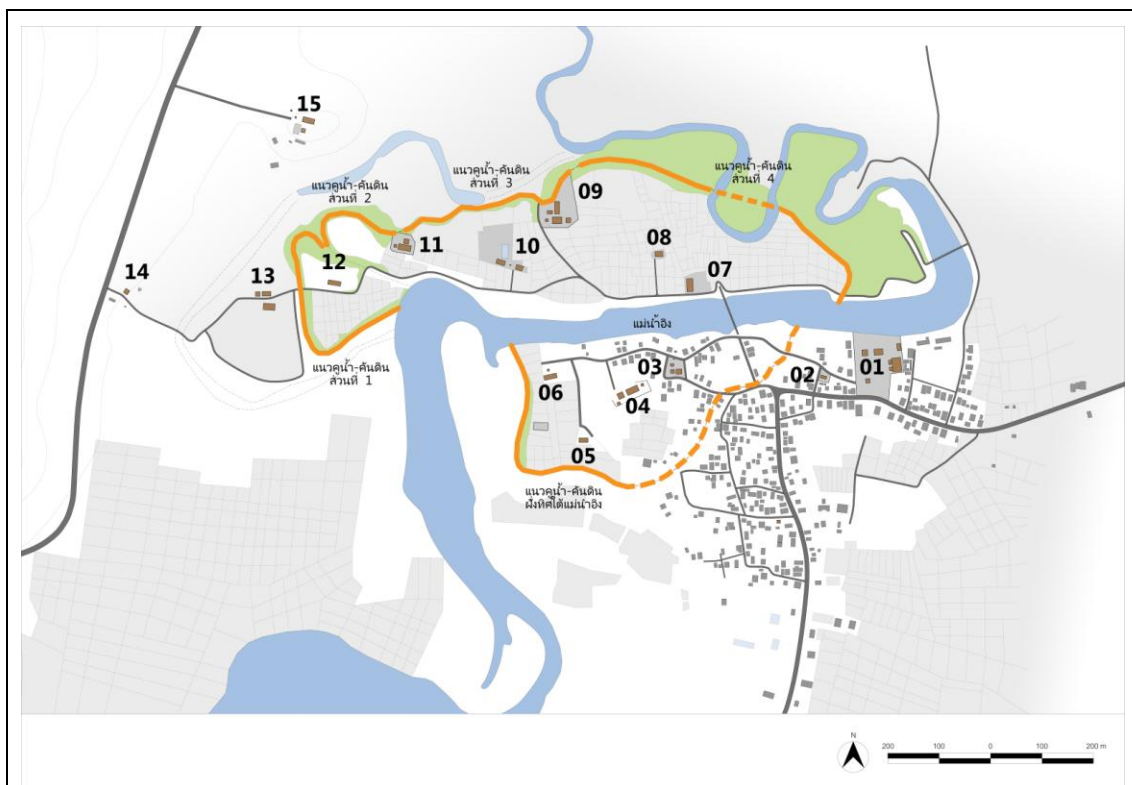 15
แนวคูน้ำ-คันดิน
ส่วนที่ 2
แนวคูน้ำ-คันดิน
ส่วนที่ 3
แนวคูน้ำ-คันดิน
ส่วนที่ 4
09
08
10
11
12
07
14
13
แม่น้ำอิง
แนวคูน้ำ-คันดิน
ส่วนที่ 1
03
01
02
06
04
05
แนวคูน้ำ-คันดิน
ฝั่งทิศใต้แม่น้ำอิง
N
200 100 0 100 200 m